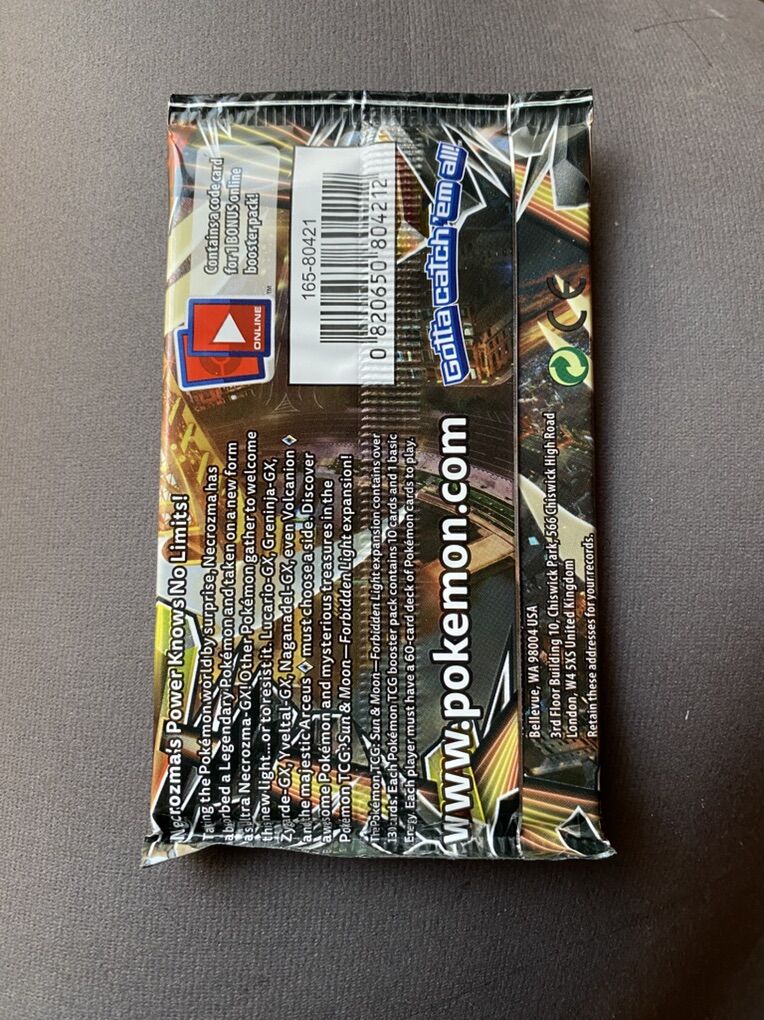 Necrozma's Power Knows No Limits!
Taking the Pokémon world by surprise, Necrozma has
absorbed a Legendary Pokémon and taken on a new form
as Ultra Necrozma-GX! Other Pokémon gather to welcome
the new light...or to resist it. Lucario-GX, Greninja-GX,
Zygarde-GX, Yveltal-GX, Naganadel-GX, even Volcanion
and the majestic Arceus must choose a side. Discover
awesome Pokémon and mysterious treasures in the
Pokémon TCG: Sun & Moon—Forbidden Light expansion!
The Pokémon TCG: Sun & Moon—Forbidden Light expansion contains over
130 cards. Each Pokémon TCG booster pack contains 10 cards and 1 basic
Energy. Each player must have a 60-card deck of Pokémon cards to play.
www.pokemon.com
ONLINE
TM
Contains a code card
for 1 BONUS online
booster pack!
165-80421
0 820650 804212
Gotta catch 'em all!
Bellevue, WA 98004 USA
3rd Floor Building 10, Chiswick Park, 566 Chiswick High Road
London, W4 5XS United Kingdom
Retain these addresses for your records.
CE